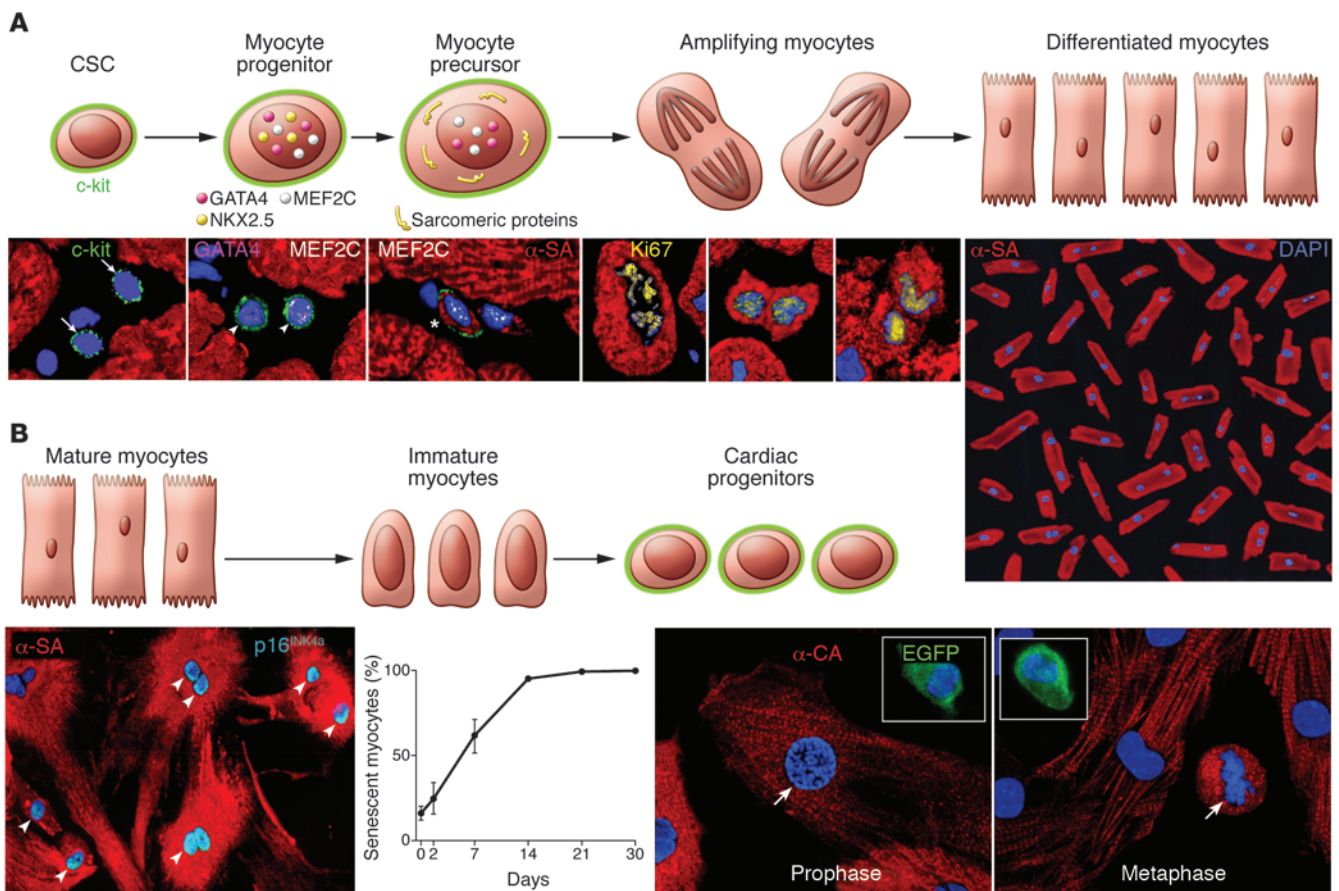 A
CSC
Myocyte
progenitor
Myocyte
precursor
Amplifying myocytes
Differentiated myocytes
c-kit
GATA4 MEF2C
NKX2.5
Sarcomeric proteins
c-kit
GATA4 MEF2C
MEF2C α-SA
*
Ki67
α-SA DAPI
B
Mature myocytes
Immature
myocytes
Cardiac
progenitors
α-SA p16INK4a
Senescent myocytes (%)
100
50
0
0 2 7 14 21 30
Days
α-CA EGFP
Prophase
Metaphase